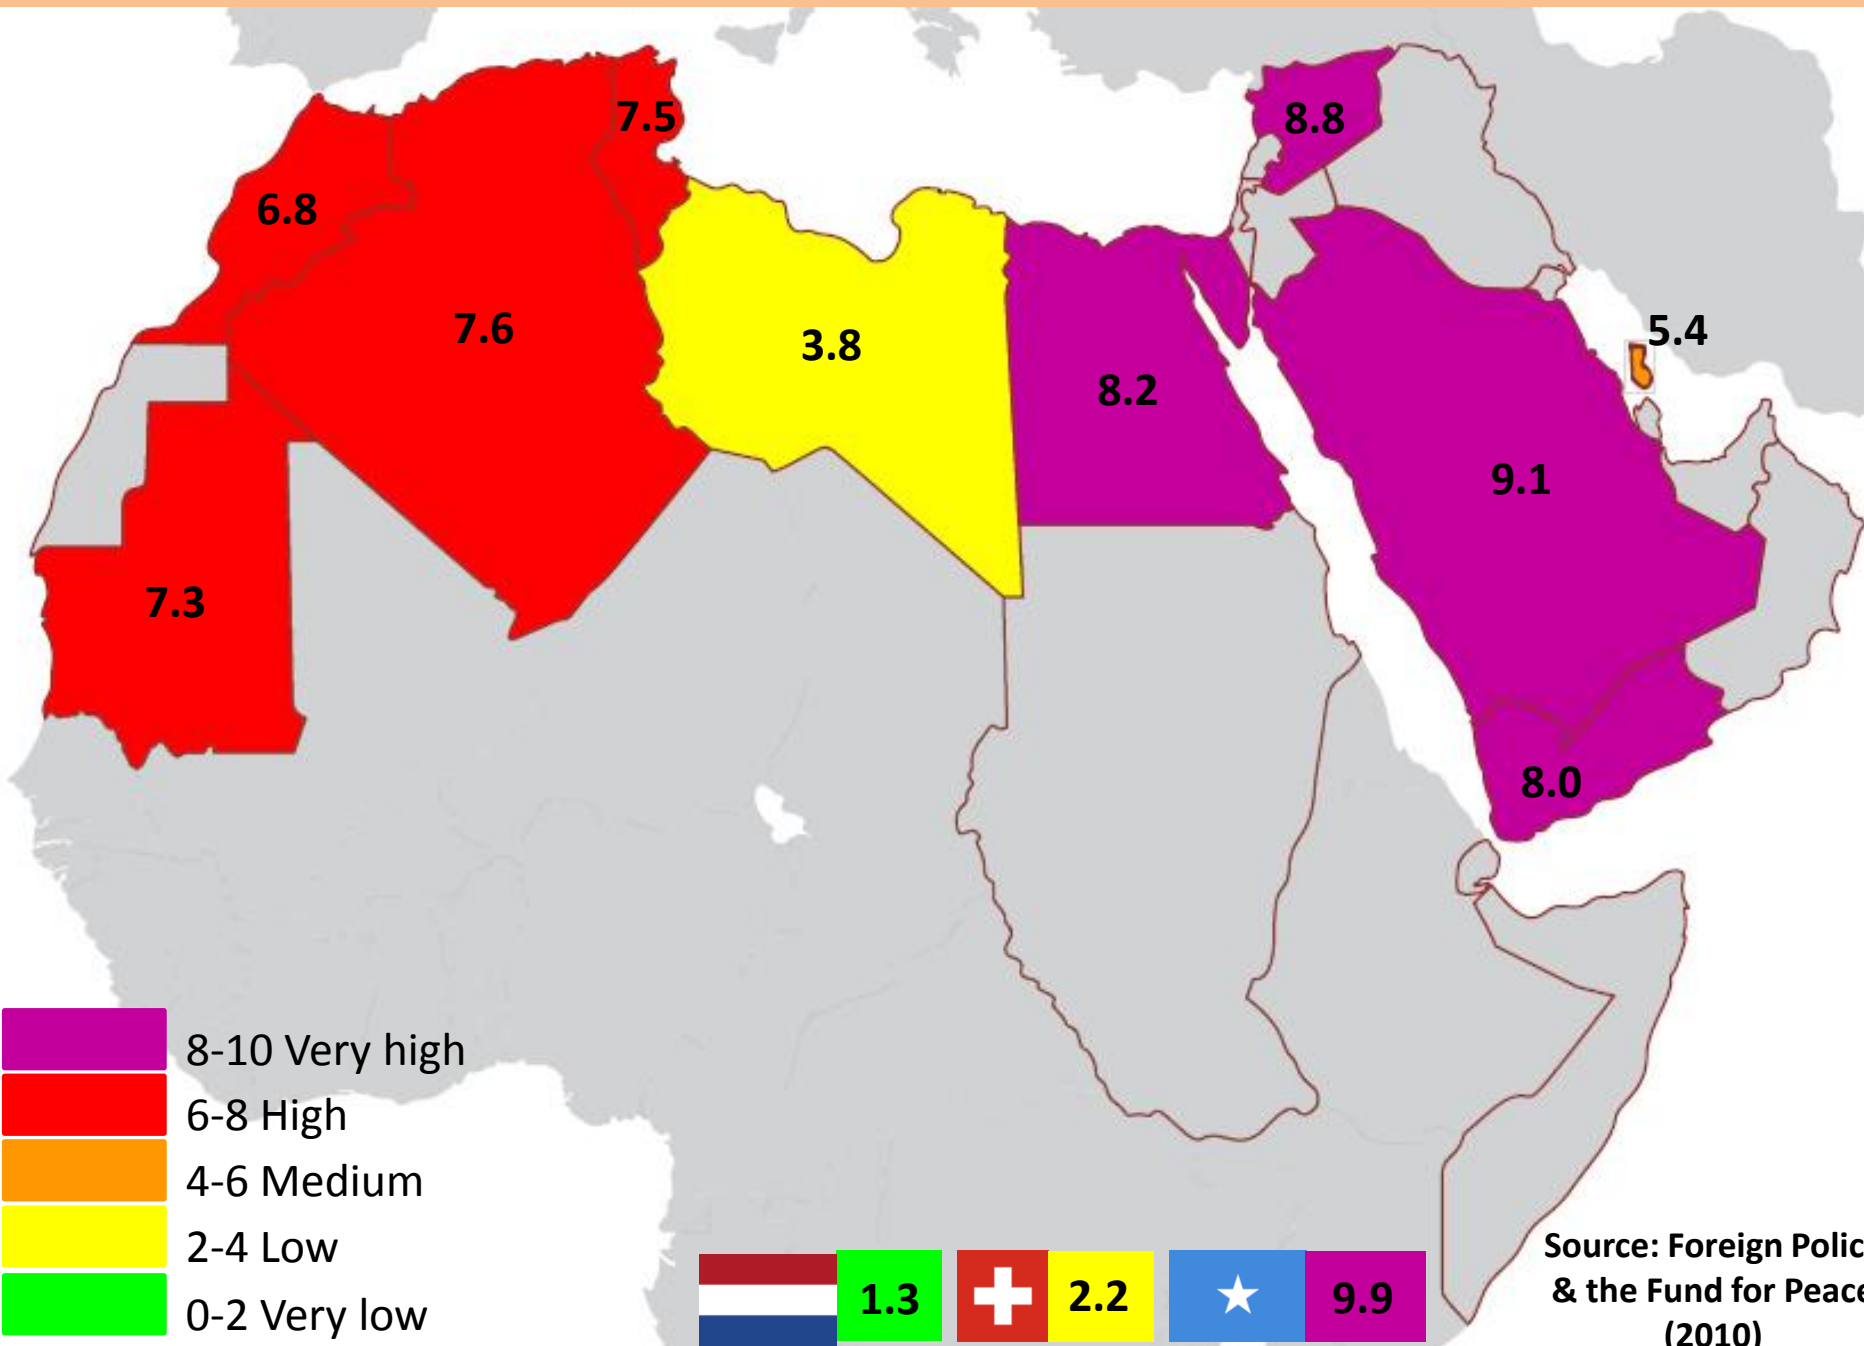 7.5
8.8
6.8
7.6
3.8
5.4
8.2
9.1
7.3
8.0
8-10 Very high
6-8 High
4-6 Medium
2-4 Low
0-2 Very low
1.3
2.2
9.9
Source: Foreign Polic
& the Fund for Peace
(2010)